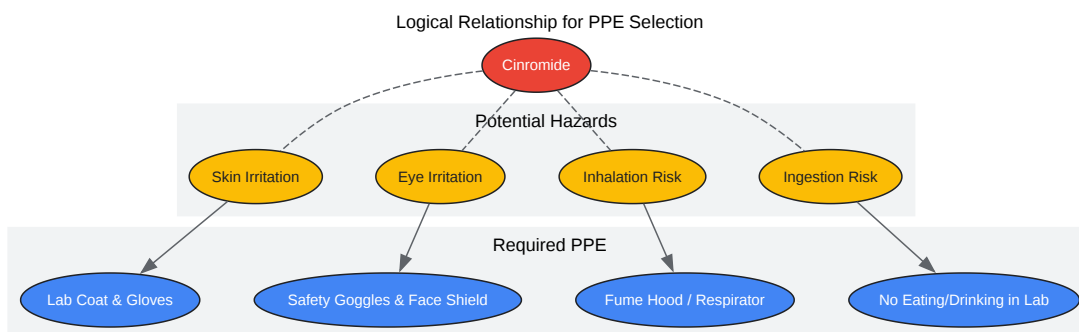 Logical Relationship for PPE Selection
Cinromide
Potential Hazards
Skin Irritation
Eye Irritation
Inhalation Risk
Ingestion Risk
Required PPE
Lab Coat & Gloves
Safety Goggles & Face Shield
Fume Hood / Respirator
No Eating/Drinking in Lab